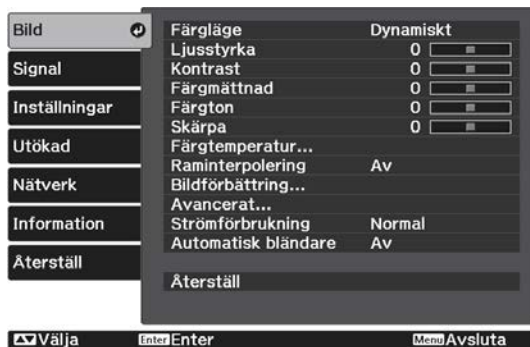 Bild
Signal
Inställningar
Utökad
Nätverk
Information
Återställ
Färgläge Dynamiskt
Ljusstyrka 0
Kontrast 0
Färgmättnad 0
Färgton 0
Skärpa 0
Färgtemperatur...
Raminterpolering Av
Bildförbättring...
Avancerat...
Strömförbrukning Normal
Automatisk bländare Av
Återställ
Välja Enter Enter Menu Avsluta